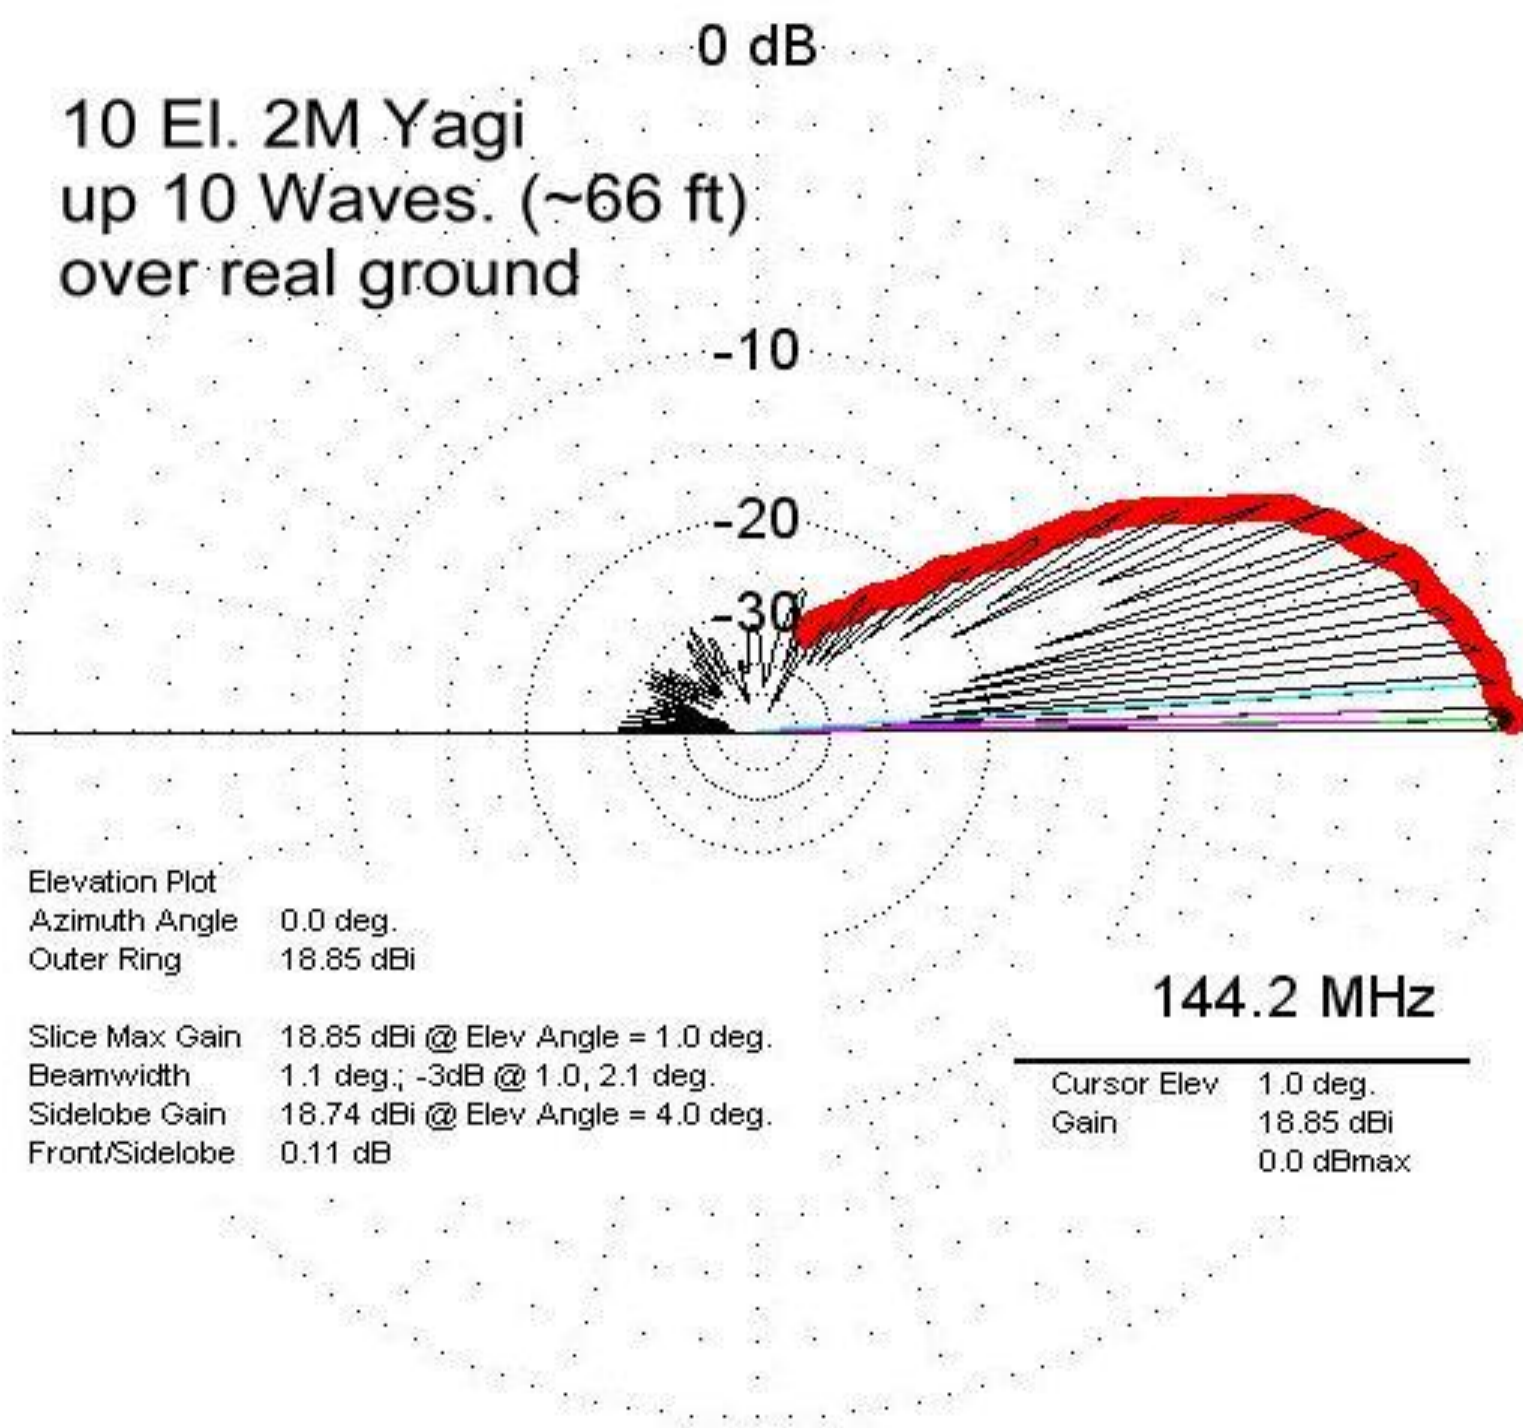 0 dB
10 El. 2M Yagi
up 10 Waves. (~66 ft)
over real ground
-10
-20
-30
Elevation Plot
Azimuth Angle 0.0 deg.
Outer Ring 18.85 dBi
Slice Max Gain 18.85 dBi @ Elev Angle = 1.0 deg.
Beamwidth 1.1 deg.; -3dB @ 1.0, 2.1 deg.
Sidelobe Gain 18.74 dBi @ Elev Angle = 4.0 deg.
Front/Sidelobe 0.11 dB
144.2 MHz
Cursor Elev 1.0 deg.
Gain 18.85 dBi
0.0 dBmax